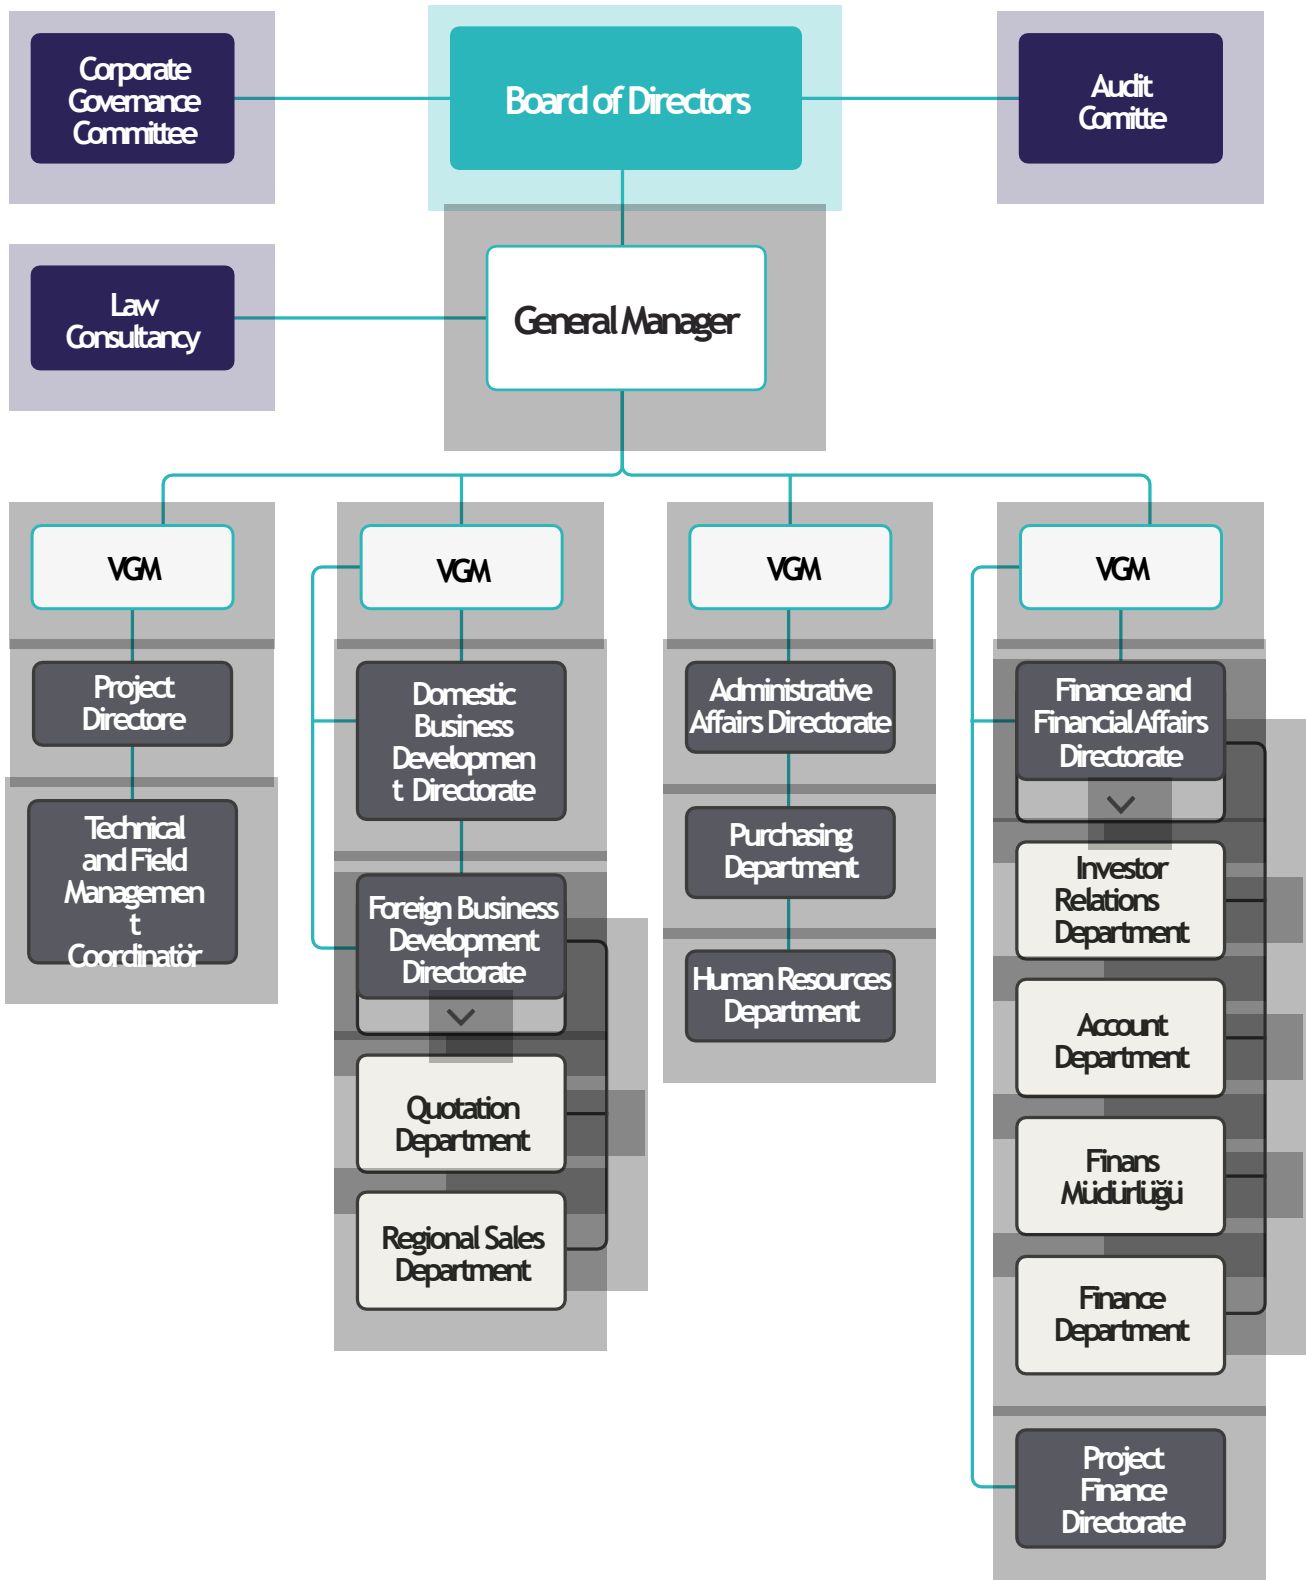 Corporate
Governance
Committee
Board of Directors
Audit
Comitte
Law
Consultancy
General Manager
VGM
VGM
VGM
VGM
Project
Directore
Technical
and Field
Managemen
t
Coordinatör
Domestic
Business
Developmen
t Directorate
Foreign Business
Development
Directorate
Quotation
Department
Regional Sales
Department
Administrative
Affairs Directorate
Purchasing
Department
Human Resources
Department
Finance and
Financial Affairs
Directorate
Investor
Relations
Department
Account
Department
Finans
Müdürlüğü
Finance
Department
Project
Finance
Directorate